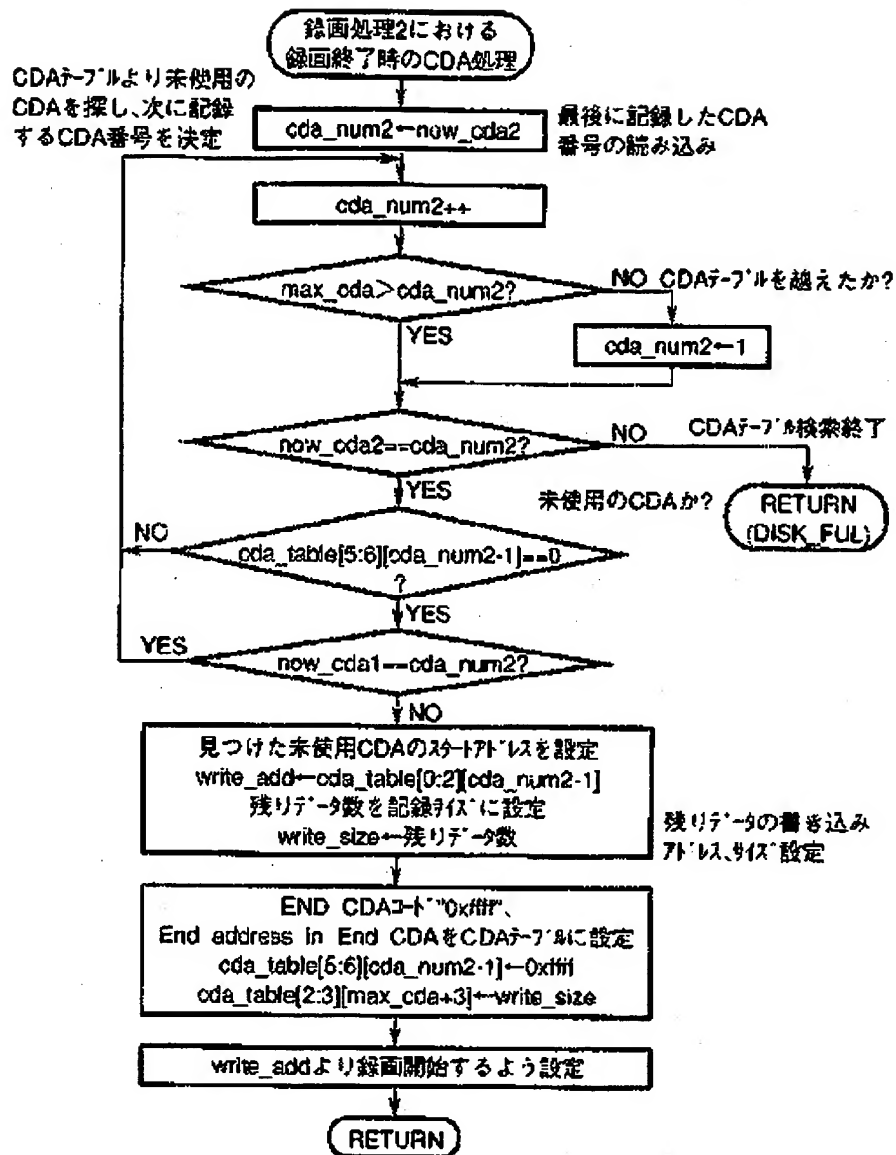 録画処理2における
録画終了時のCDA処理
CDAテーブルより未使用の
CDAを探し、次に記録
するCDA番号を決定
cda_num2←now_cda2
最後に記録したCDA
番号の読み込み
cda_num2++
max_cda>cda_num2?
NO
CDAテーブルを越えたか?
YES
cda_num2←1
now_cda2==cda_num2?
NO
CDAテーブル検索終了
YES
未使用のCDAか?
RETURN
(DISK_FUL)
NO
cda_table[5:6][cda_num2-1]==0
?
YES
YES
now_cda1==cda_num2?
NO
見つけた未使用CDAのスタートアドレスを設定
write_add←cda_table[0:2][cda_num2-1]
残りデータ数を記録サイズに設定
write_size←残りデータ数
残りデータの書き込み
アドレス、サイズ設定
END CDAコード"0xffff"、
End address in End CDAをCDAテーブルに設定
cda_table[5:6][cda_num2-1]←0xffff
cda_table[2:3][max_cda+3]←write_size
write_addより録画開始するよう設定
RETURN